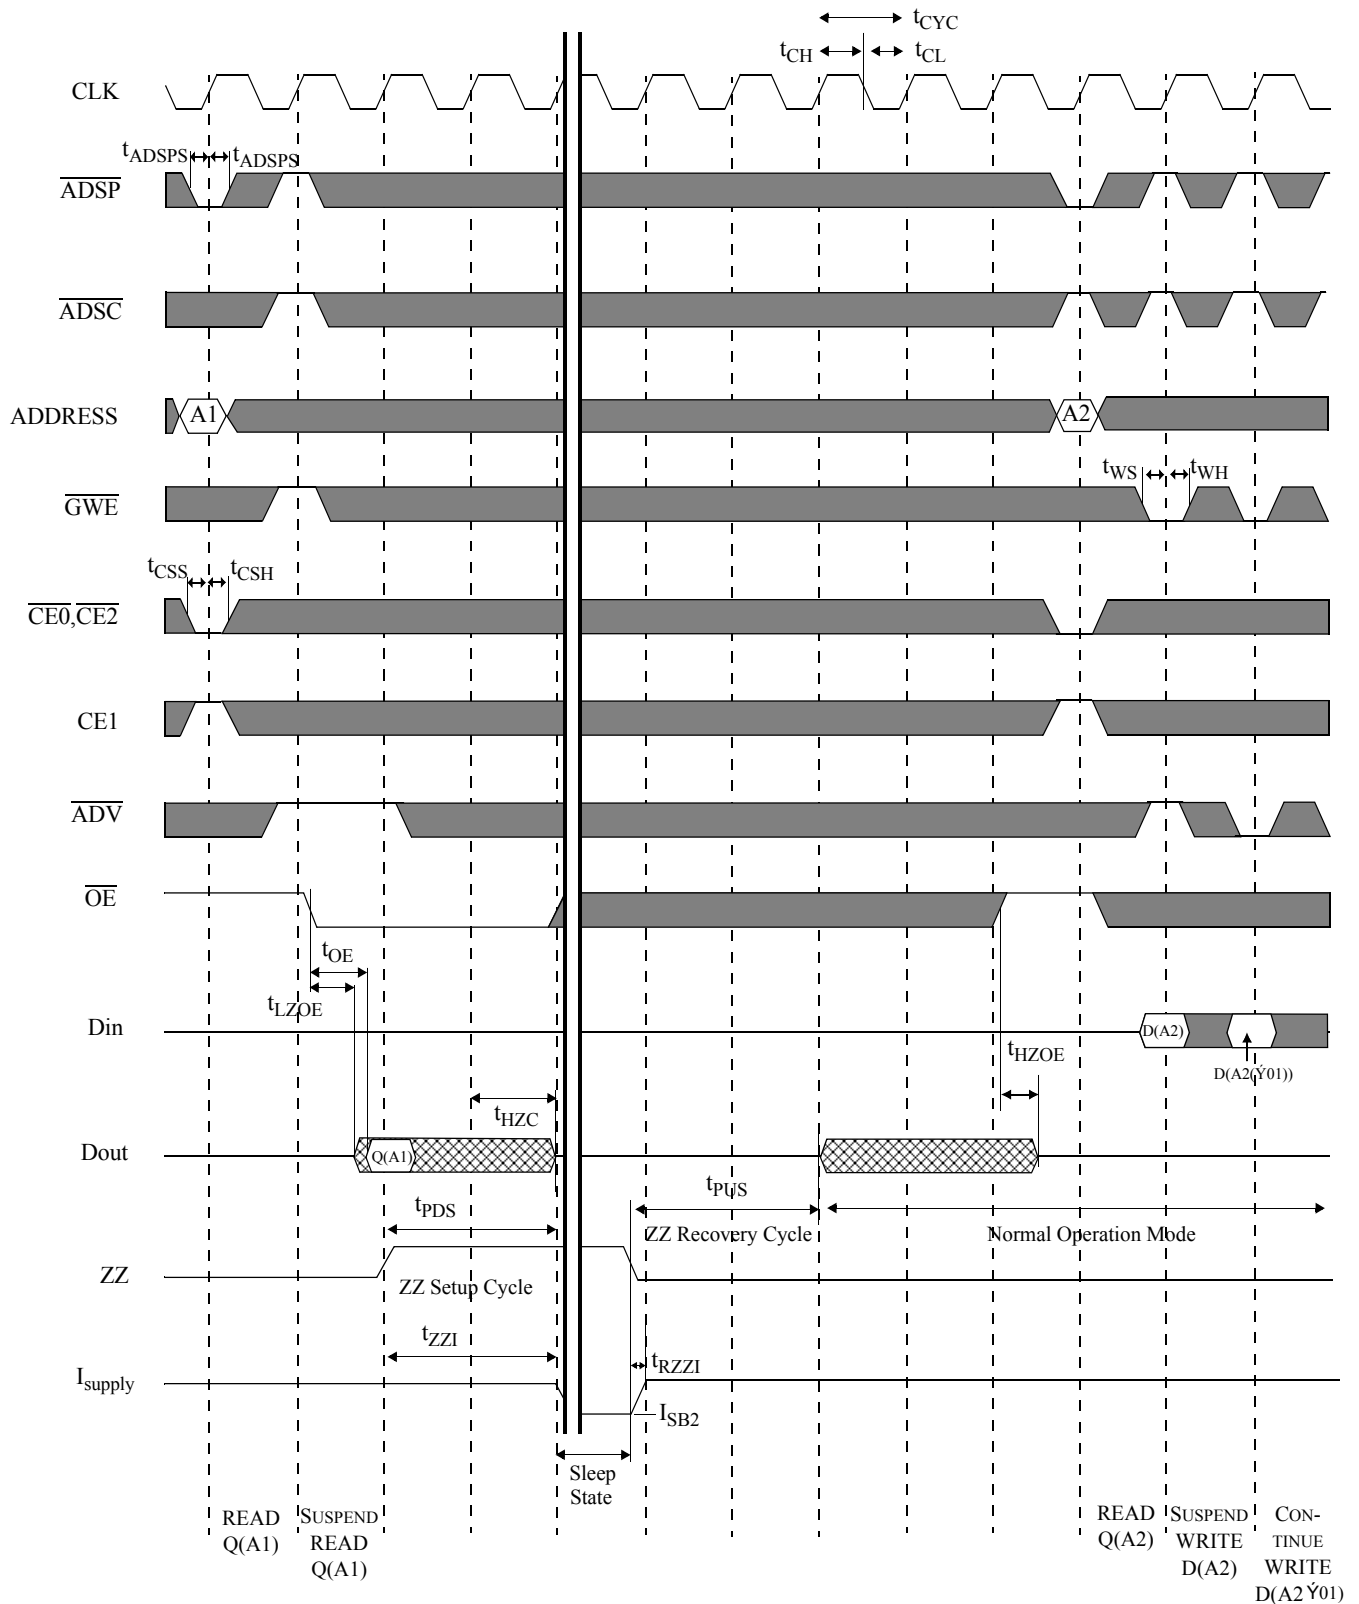 tCYC
tCH
tCL
CLK
tADSPS
tADSPS
ADSP
ADSC
ADDRESS
A1
A2
tWS
tWH
GWE
tCSS
tCSH
CE0,CE2
CE1
ADV
OE
tOE
tLZOE
Din
D(A2)
tHZOE
D(A2(Ý01))
tHZC
Dout
Q(A1)
tPUS
tPDS
ZZ Recovery Cycle
Normal Operation Mode
ZZ
ZZ Setup Cycle
tZZI
tRZZI
Isupply
ISB2
Sleep
State
READ
Q(A1)
SUSPEND
READ
Q(A1)
READ
Q(A2)
SUSPEND
WRITE
D(A2)
CON-
TINUE
WRITE
D(A2Ý01)